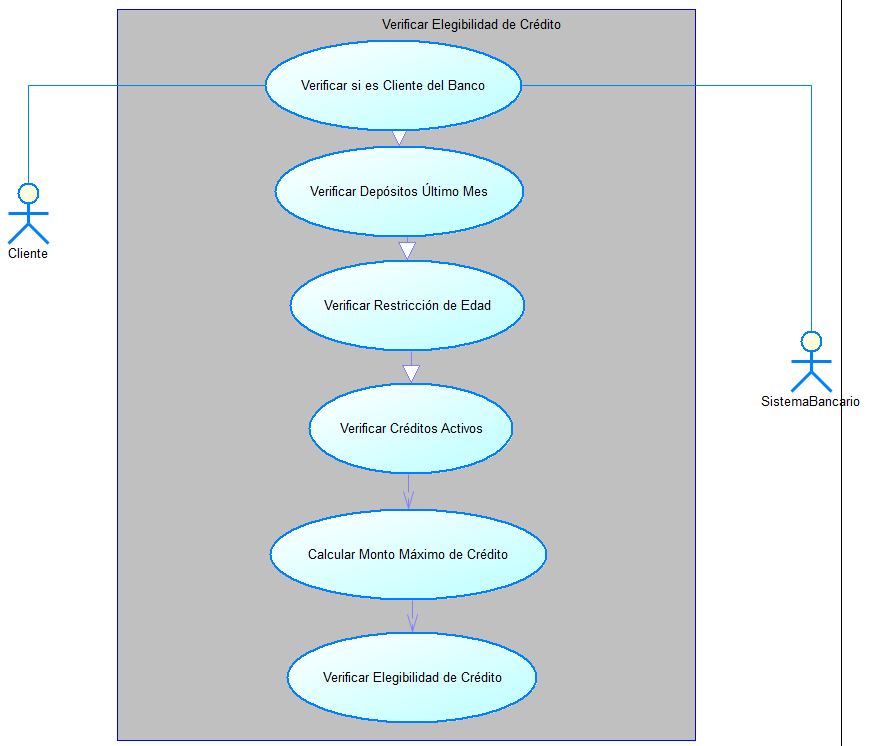 Verificar Elegibilidad de Crédito
Verificar si es Cliente del Banco
Verificar Depósitos Último Mes
Cliente
Verificar Restricción de Edad
SistemaBancario
Verificar Créditos Activos
Calcular Monto Máximo de Crédito
Verificar Elegibilidad de Crédito